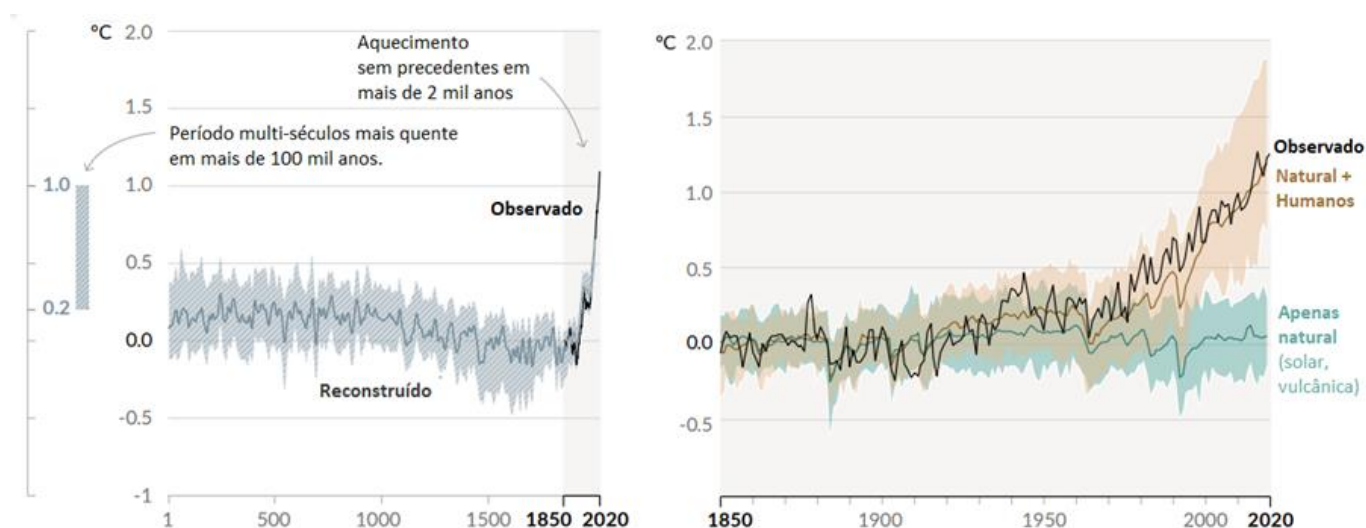 °C
2.0
1.5
1.0
0.5
0.0
-0.5
-1
1.0
0.2
Aquecimento
sem precedentes em
mais de 2 mil anos
Período multi-séculos mais quente
em mais de 100 mil anos.
Observado
Reconstruído
1
500
1000
1500
1850
2020
°C
2.0
1.5
1.0
0.5
0.0
-0.5
Observado
Natural +
Humanos
Apenas
natural
(solar,
vulcânica)
1850
1900
1950
2000
2020